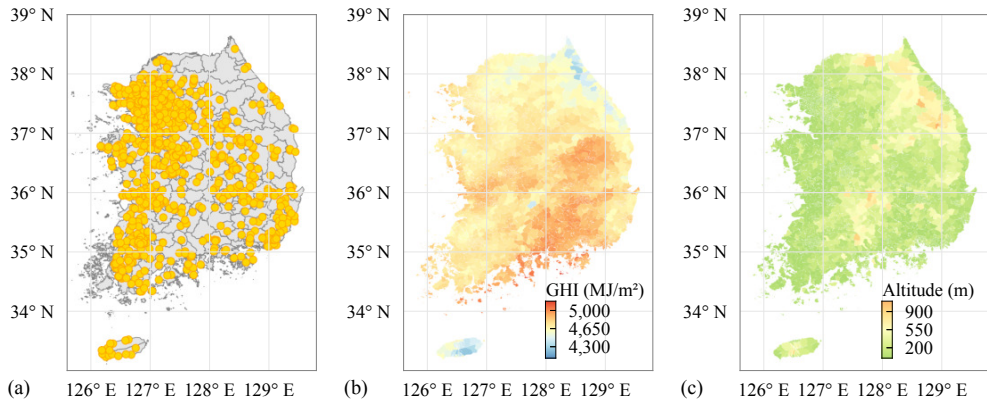 39° N
38° N
37° N
36° N
35° N
34° N
(a)
126° E 127° E 128° E 129° E
39° N
38° N
37° N
36° N
35° N
34° N
GHI (MJ/m²)
5,000
4,650
4,300
(b)
126° E 127° E 128° E 129° E
39° N
38° N
37° N
36° N
35° N
34° N
Altitude (m)
900
550
200
(c)
126° E 127° E 128° E 129° E